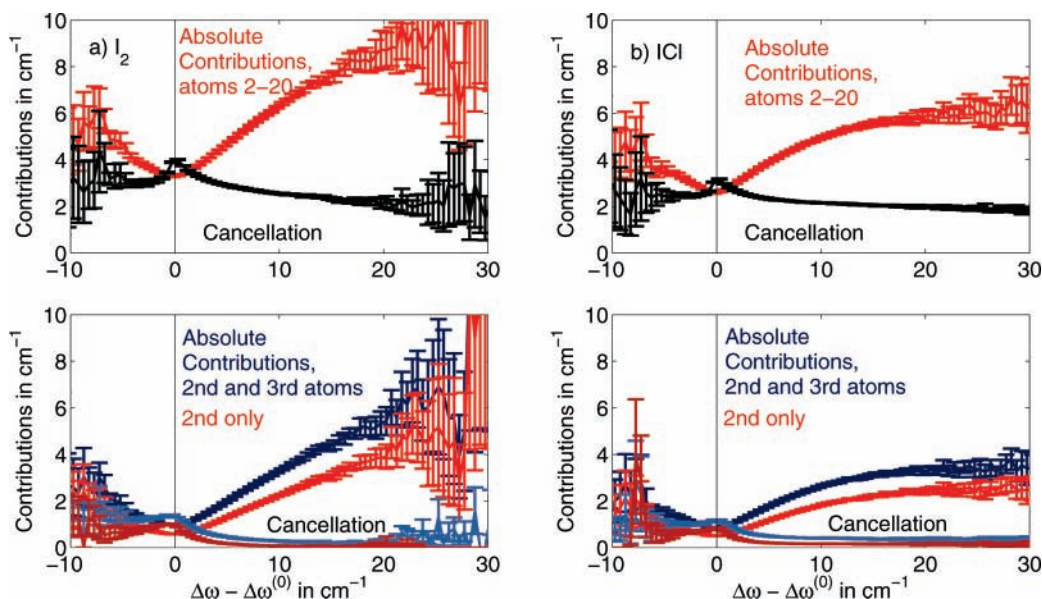 a) I2
Absolute
Contributions,
atoms 2–20
Cancellation
Contributions in cm−1
10
8
6
4
2
0
−10 0 10 20 30
b) ICl
Absolute
Contributions,
atoms 2–20
Cancellation
Contributions in cm−1
10
8
6
4
2
0
−10 0 10 20 30
Absolute
Contributions,
2nd and 3rd atoms
2nd only
Cancellation
Contributions in cm−1
10
8
6
4
2
0
−10 0 10 20 30
Δω − Δω(0) in cm−1
Absolute
Contributions,
2nd and 3rd atoms
2nd only
Cancellation
Contributions in cm−1
10
8
6
4
2
0
−10 0 10 20 30
Δω − Δω(0) in cm−1